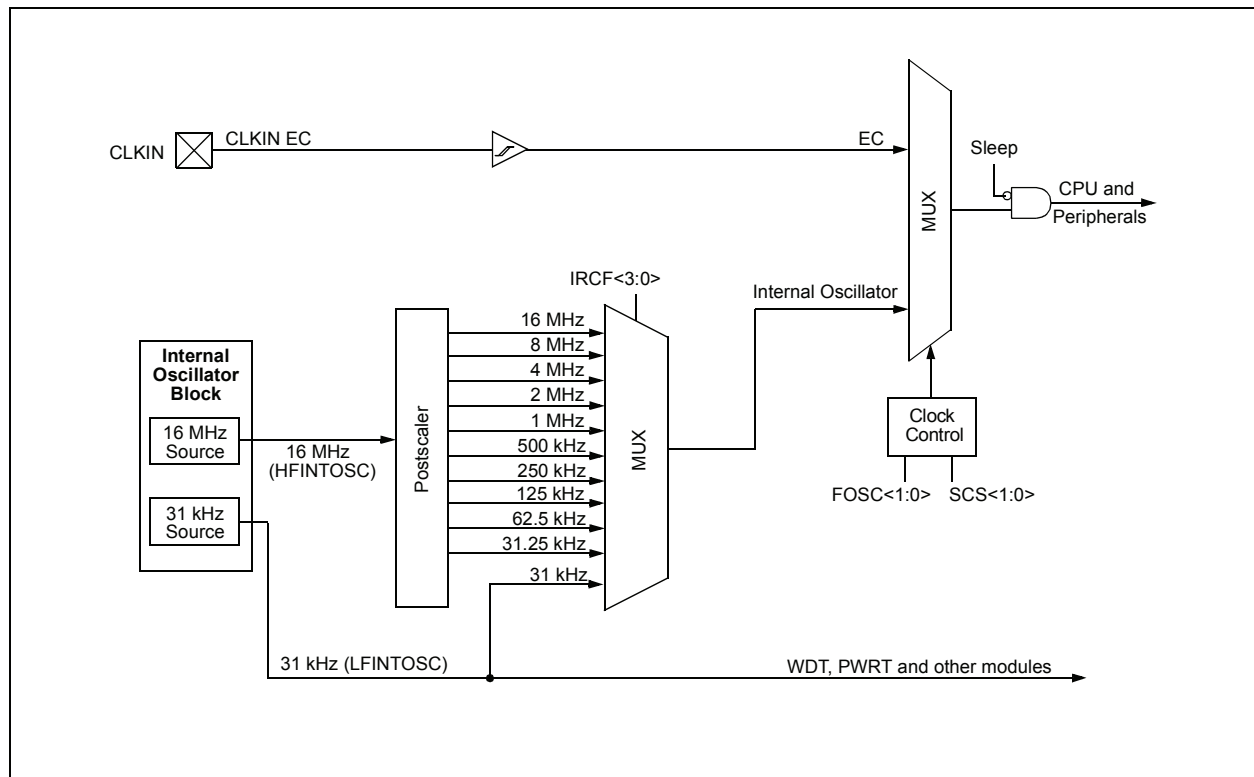 CLKIN
CLKIN EC
EC
Sleep
CPU and
Peripherals
MUX
IRCF<3:0>
Internal Oscillator
Internal
Oscillator
Block
16 MHz
Source
31 kHz
Source
16 MHz
(HFINTOSC)
Postscaler
16 MHz
8 MHz
4 MHz
2 MHz
1 MHz
500 kHz
250 kHz
125 kHz
62.5 kHz
31.25 kHz
31 kHz
MUX
Clock
Control
FOSC<1:0>
SCS<1:0>
31 kHz (LFINTOSC)
WDT, PWRT and other modules